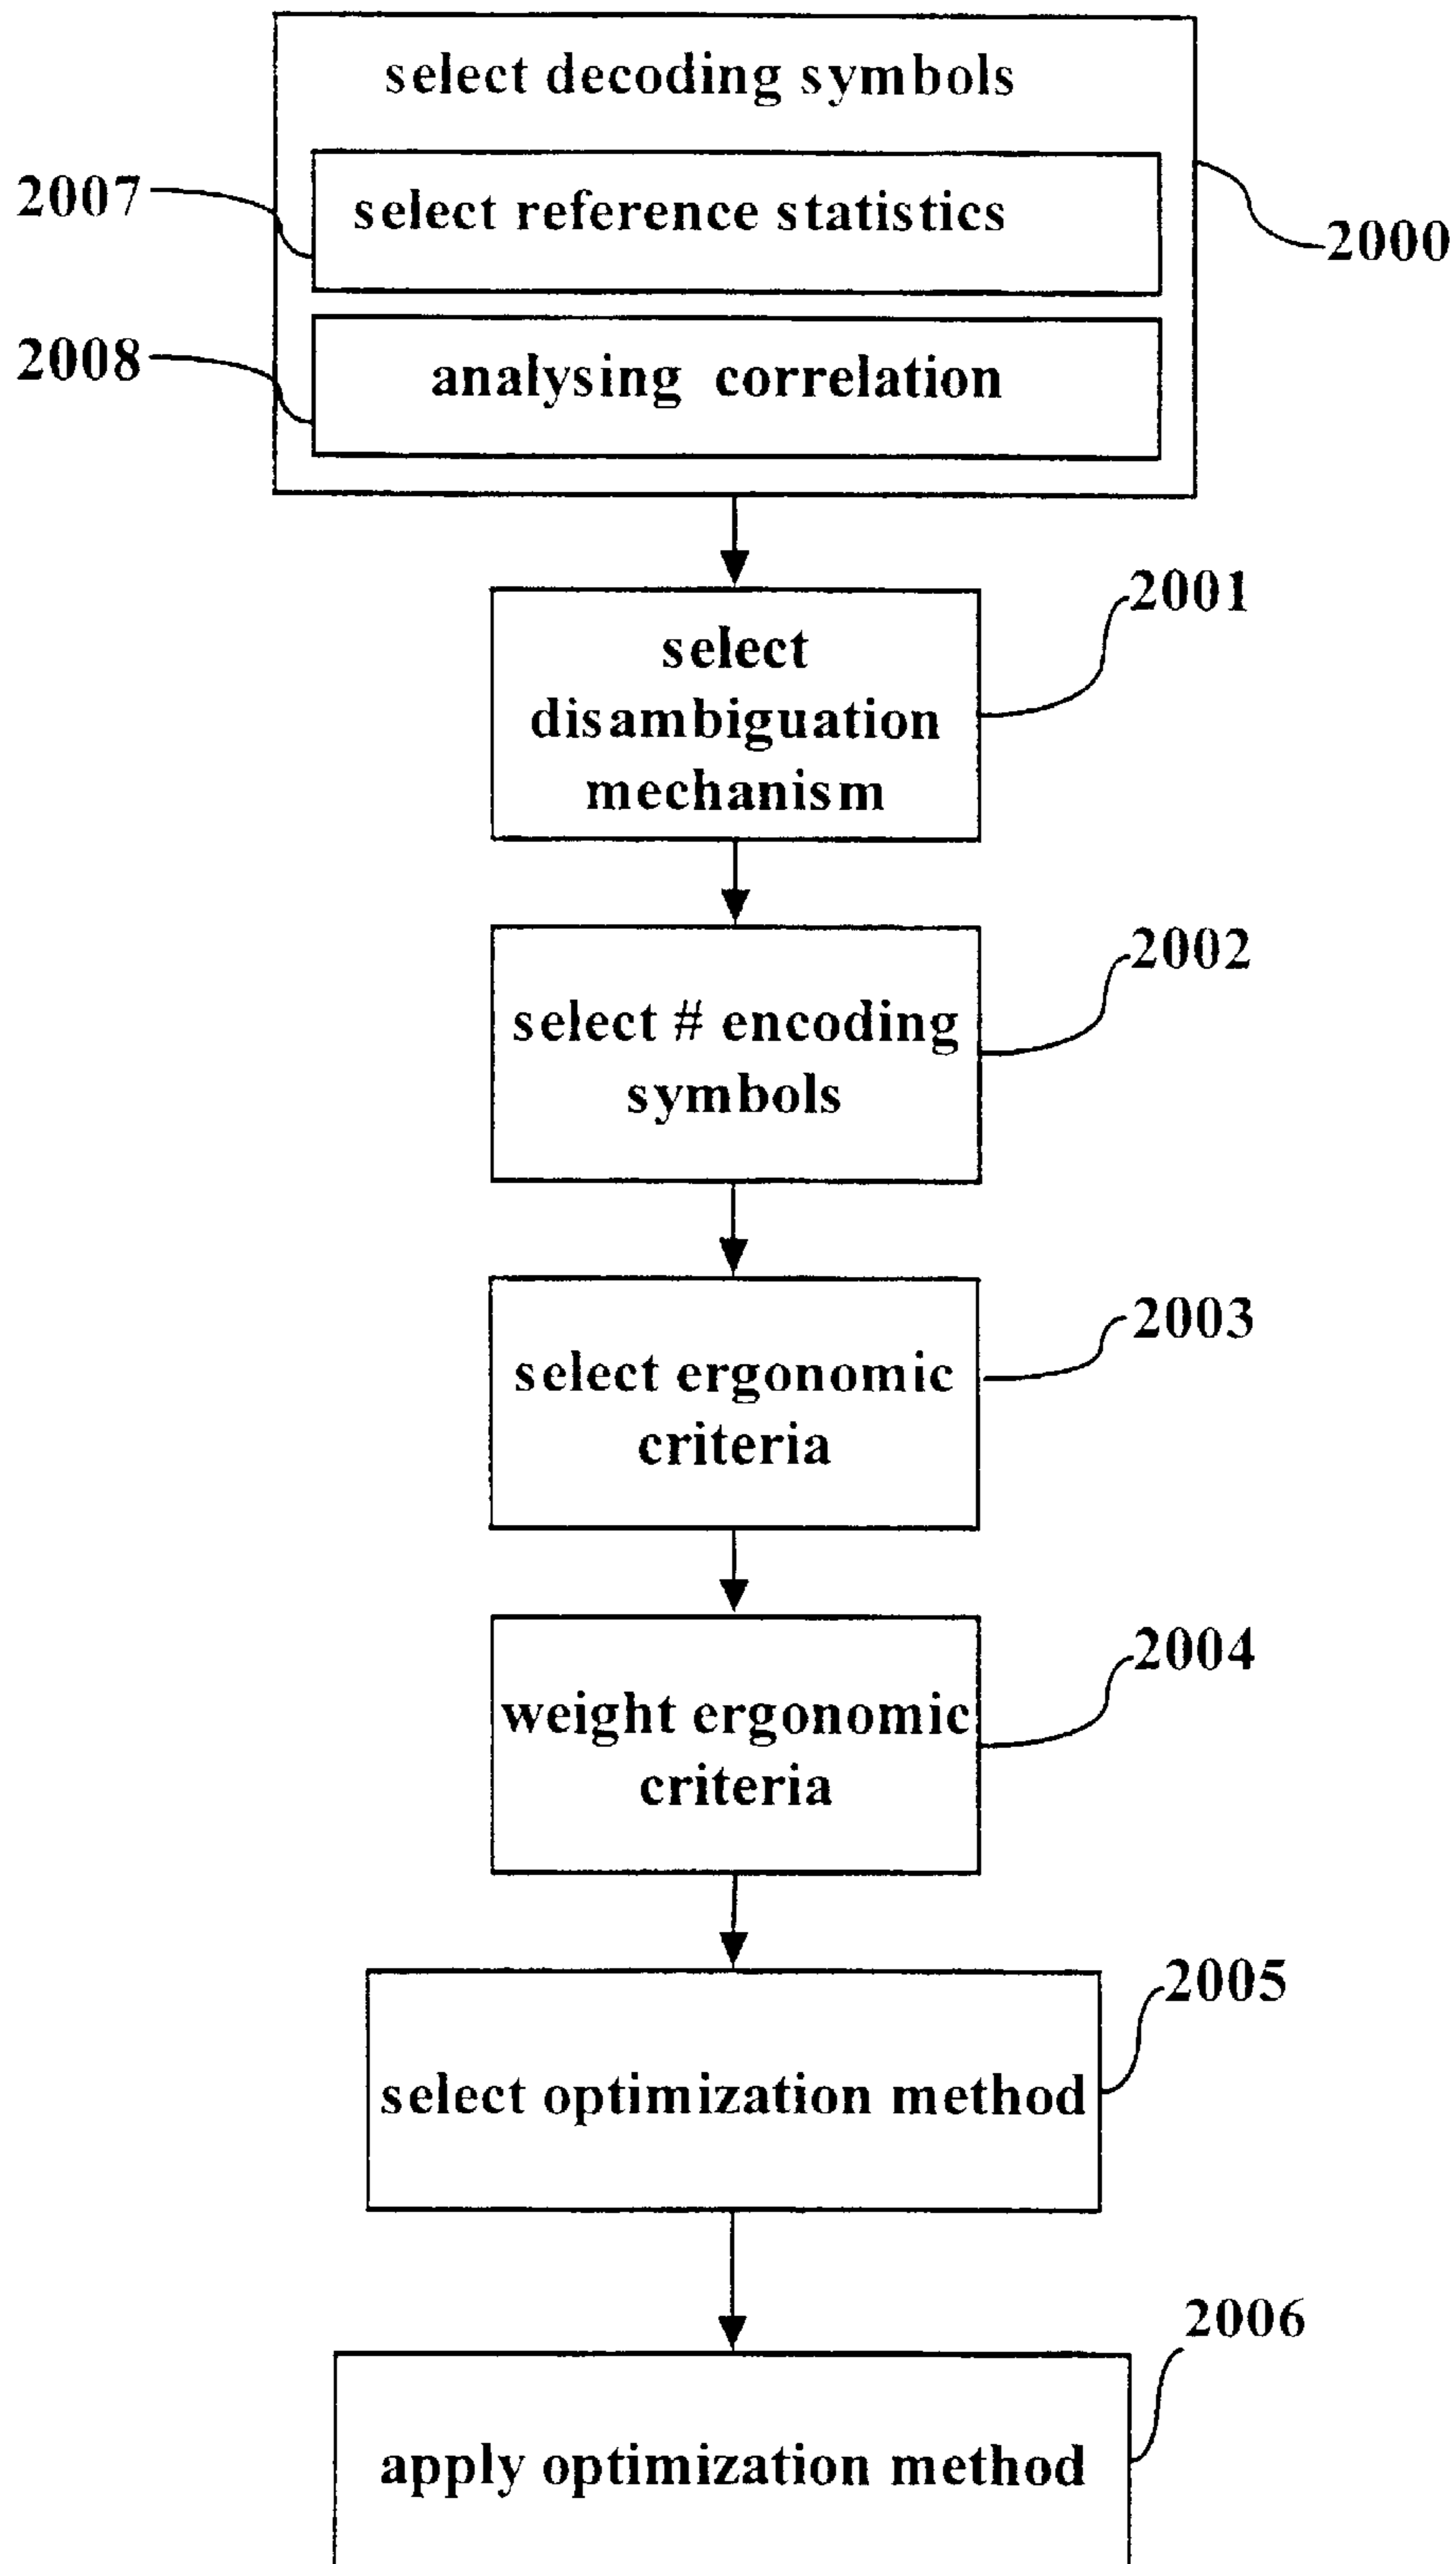 select decoding symbols
2007
select reference statistics
2000
2008
analysing correlation
2001
select
disambiguation
mechanism
2002
select # encoding
symbols
2003
select ergonomic
criteria
2004
weight ergonomic
criteria
2005
select optimization method
2006
apply optimization method